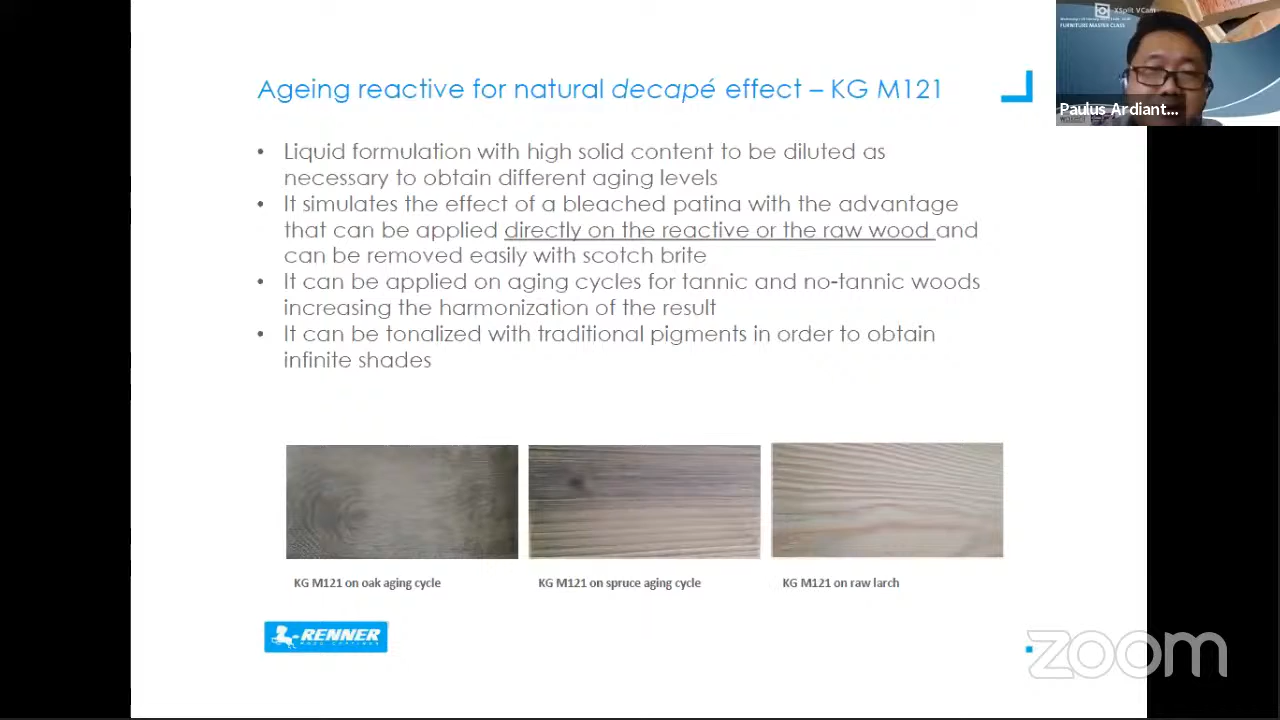 XSplit VCam
FURNITURE MASTER CLASS
Paulus Ardiant...
Ageing reactive for natural decapé effect – KG M121
• Liquid formulation with high solid content to be diluted as
necessary to obtain different aging levels
• It simulates the effect of a bleached patina with the advantage
that can be applied directly on the reactive or the raw wood and
can be removed easily with scotch brite
• It can be applied on aging cycles for tannic and no-tannic woods
increasing the harmonization of the result
• It can be tonalized with traditional pigments in order to obtain
infinite shades
KG M121 on oak aging cycle
KG M121 on spruce aging cycle
KG M121 on raw larch
RENNER
WOOD COATINGS
zoom